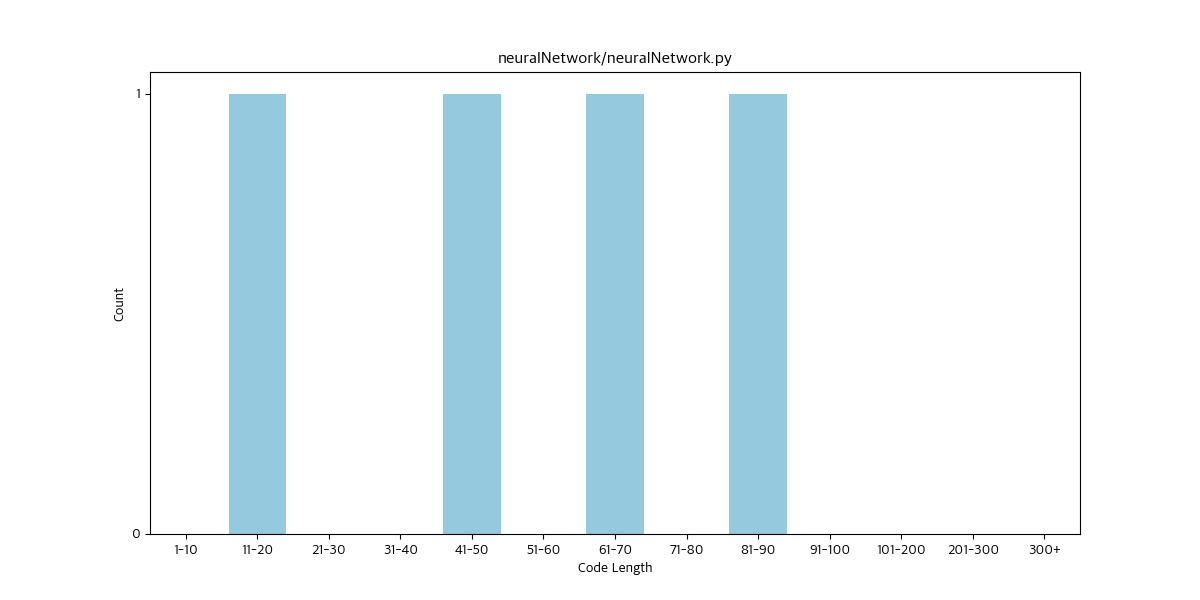 neuralNetwork/neuralNetwork.py
1
Count
0
1-10 11-20 21-30 31-40 41-50 51-60 61-70 71-80 81-90 91-100 101-200 201-300 300+
Code Length